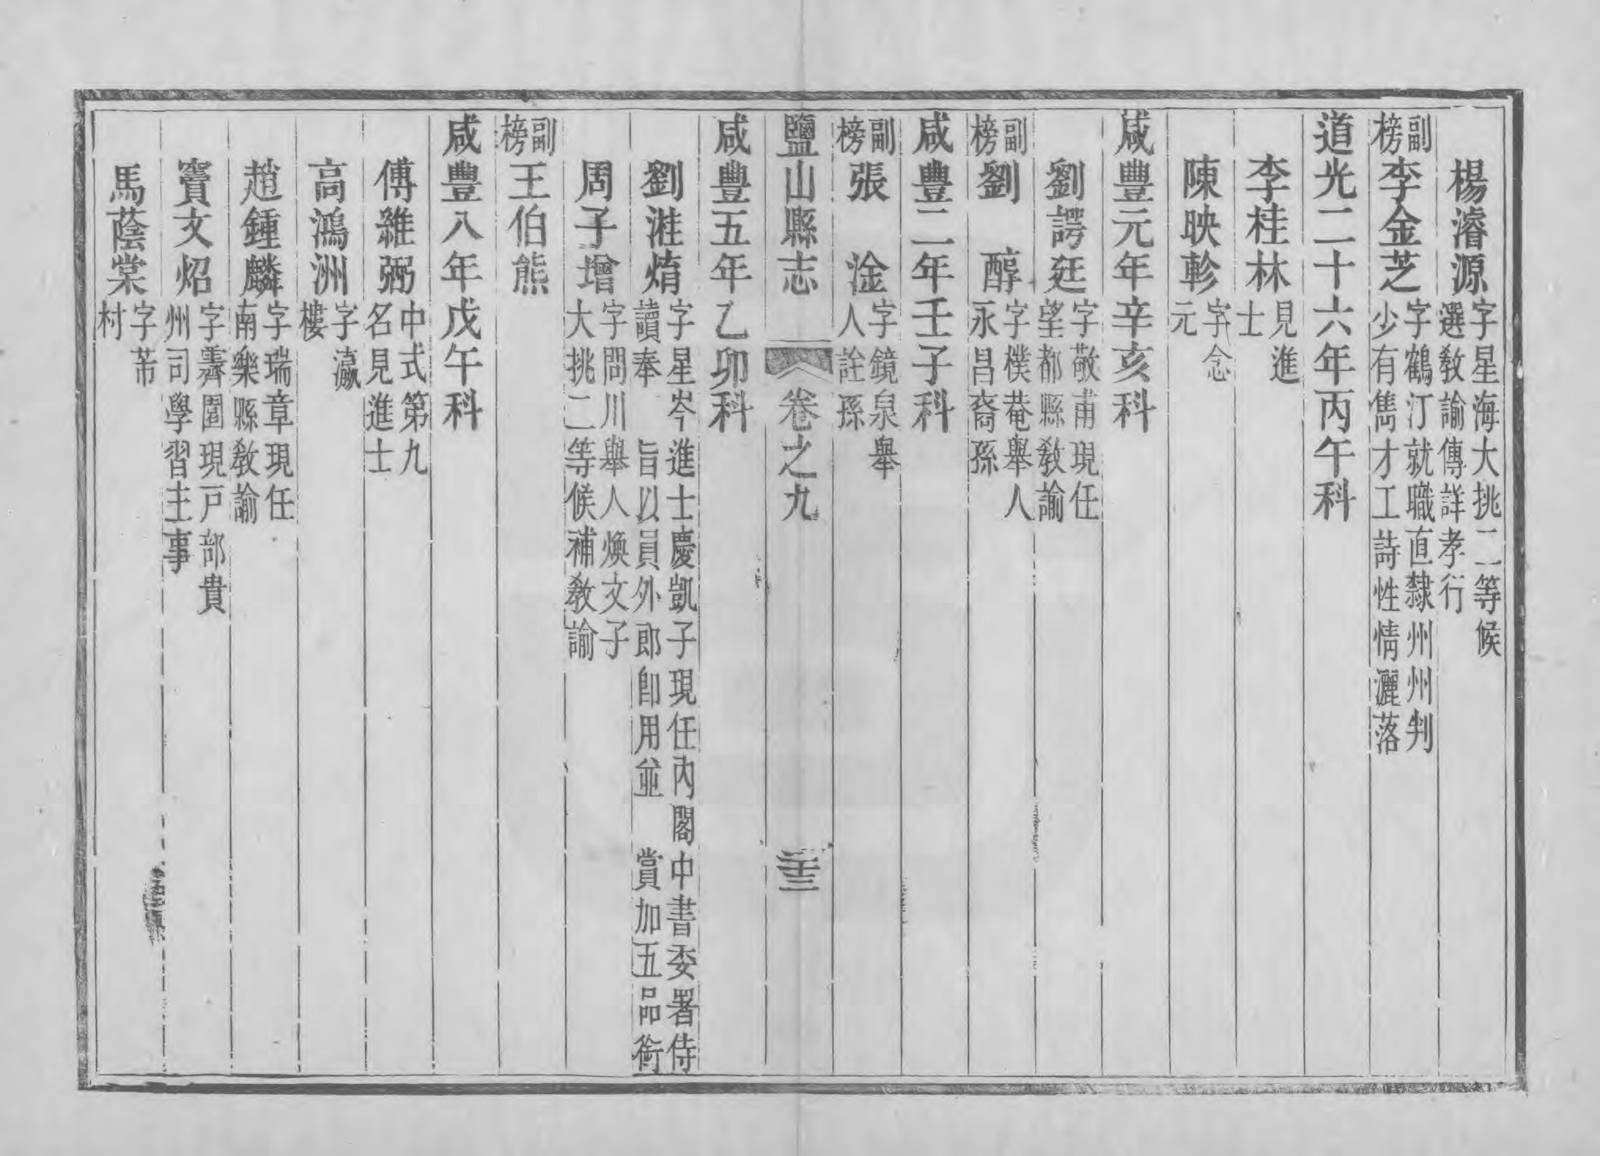 楊濬源字星海大挑二等候
選敎諭傳詳孝行
副榜李金芝字鶴汀就職直隸州州判
少有雋才工詩性情灑落
道光二十六年丙午科
李桂林見進
士
陳映軫字念
元
咸豐元年辛亥科
劉諤廷字敬甫現任
望都縣敎諭
副榜劉醇字樸菴舉人
永昌裔孫
咸豐二年壬子科
副榜張淦字鏡泉舉
人詮孫
鹽山縣志 卷之九 三十三
咸豐五年乙卯科
劉溎焴字星岑進士慶凱子現任內閣中書委署侍
讀奉 旨以員外郎卽用並 賞加五品銜
周子增字問川舉人煥文子
大挑二等候補敎諭
副榜王伯熊
咸豐八年戊午科
傅維弼中式第九
名見進士
高鴻洲字瀛
樓
趙鍾麟字瑞章現任
南樂縣敎諭
竇文炤字霽園現戶部貴
州司學習主事
馬蔭棠字芾
村